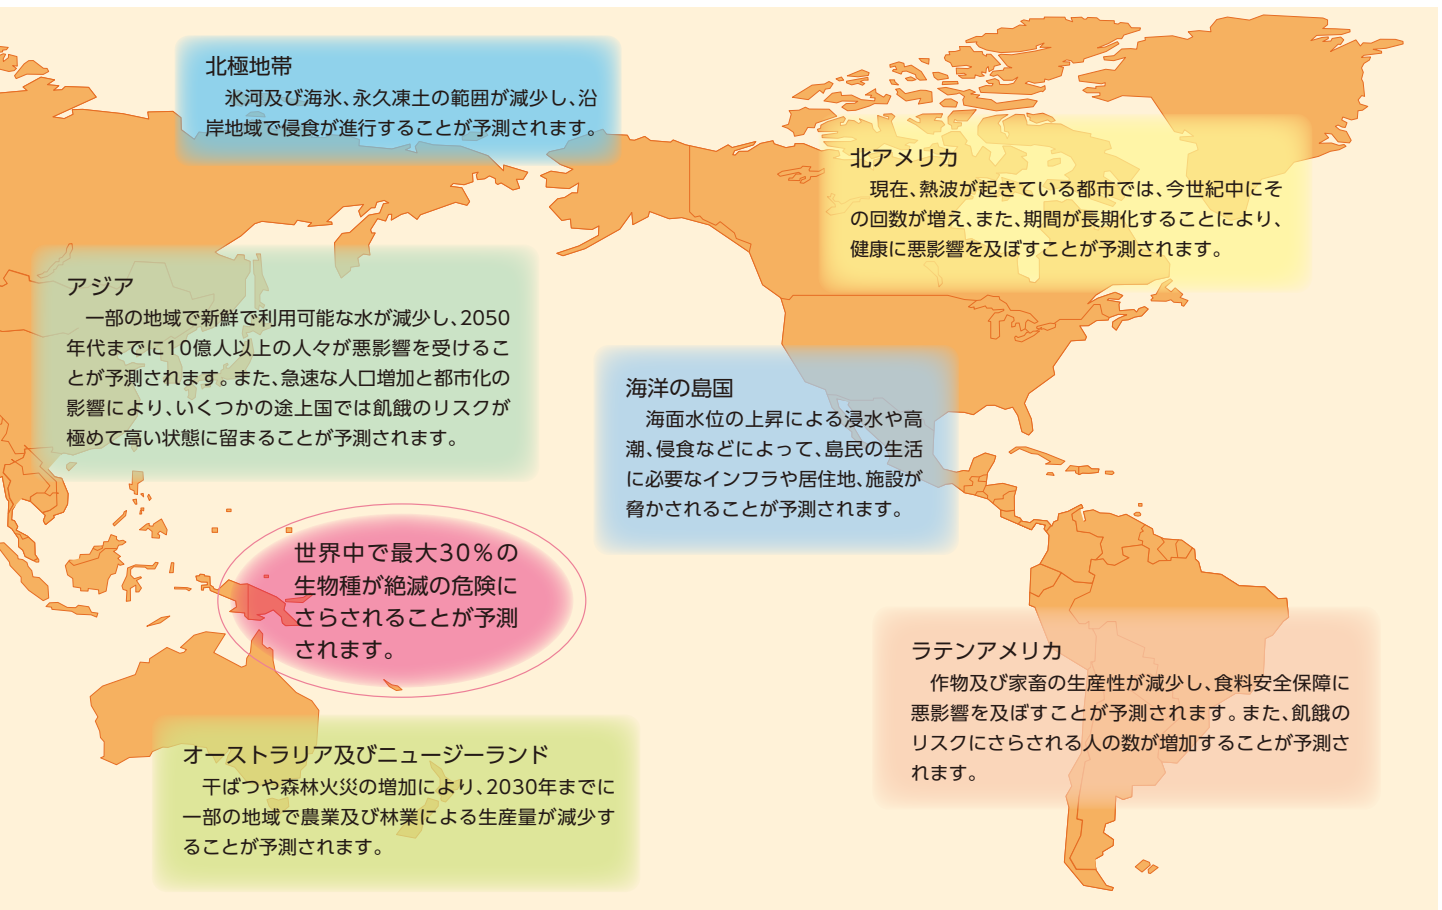 北極地帯
　氷河及び海氷、永久凍土の範囲が減少し、沿
岸地域で侵食が進行することが予測されます。
北アメリカ
　現在、熱波が起きている都市では、今世紀中にそ
の回数が増え、また、期間が長期化することにより、
健康に悪影響を及ぼすことが予測されます。
アジア
　一部の地域で新鮮で利用可能な水が減少し、2050
年代までに10億人以上の人々が悪影響を受けるこ
とが予測されます。また、急速な人口増加と都市化の
影響により、いくつかの途上国では飢餓のリスクが
極めて高い状態に留まることが予測されます。
海洋の島国
　海面水位の上昇による浸水や高
潮、侵食などによって、島民の生活
に必要なインフラや居住地、施設が
脅かされることが予測されます。
世界中で最大30％の
生物種が絶滅の危険に
さらされることが予測
されます。
ラテンアメリカ
　作物及び家畜の生産性が減少し、食料安全保障に
悪影響を及ぼすことが予測されます。また、飢餓の
リスクにさらされる人の数が増加することが予測さ
れます。
オーストラリア及びニュージーランド
　干ばつや森林火災の増加により、2030年までに
一部の地域で農業及び林業による生産量が減少す
ることが予測されます。